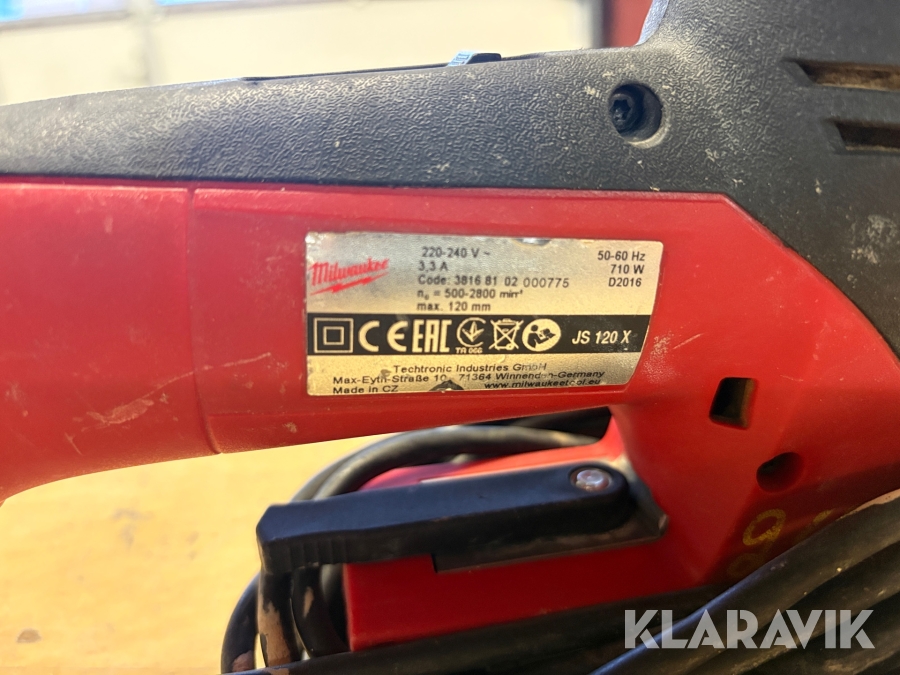 Milwaukee
220-240 V ~
3,3 A
Code: 3816 81 02 000775
n₀ = 500-2800 min⁻¹
max. 120 mm
50-60 Hz
710 W
D2016
CE EAC TR 066
JS 120 X
Techtronic Industries GmbH
Max-Eyth-Straße 10, 71364 Winnenden-Germany
Made in CZ www.milwaukeetool.eu
KLARAVIK